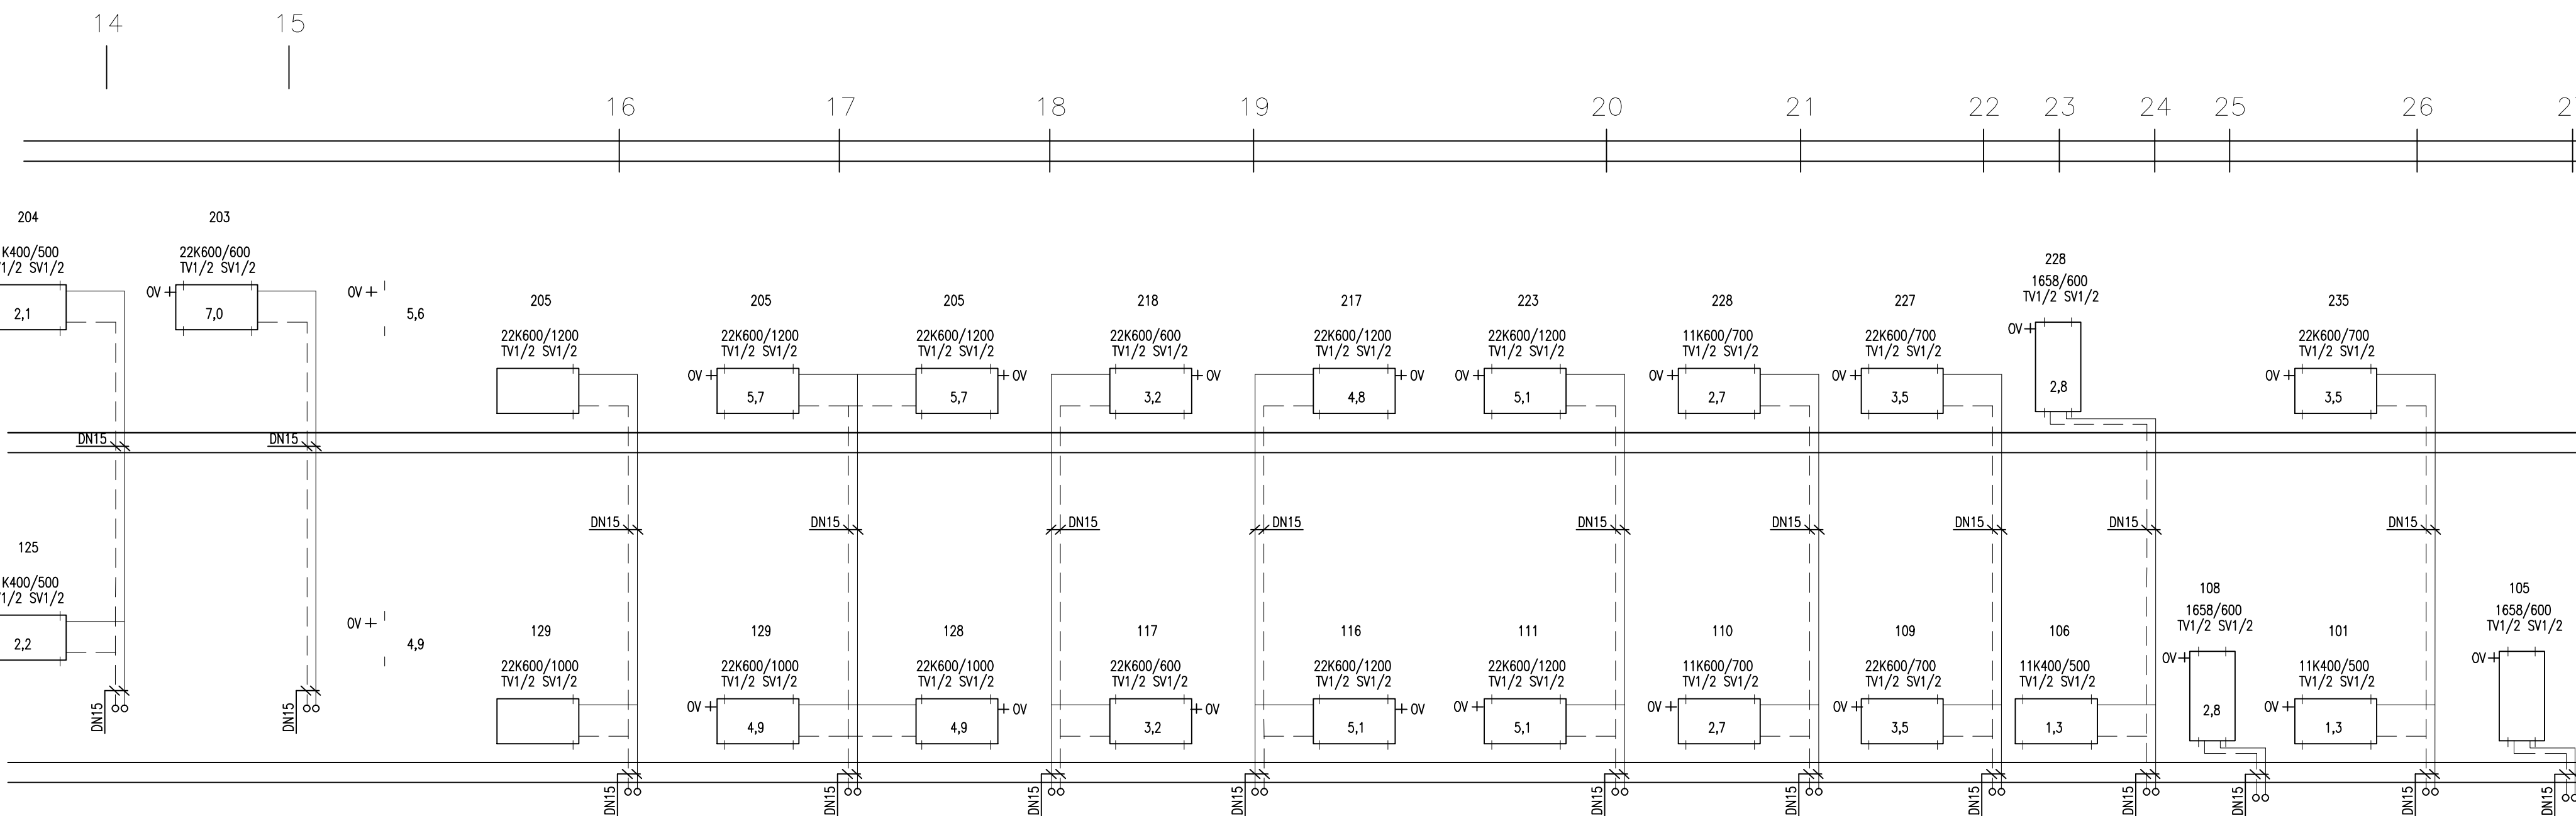 14 15
16 17 18 19 20 21 22 23 24 25 26
204 203
K400/500 22K600/600
1/2 SV1/2 TV1/2 SV1/2
OV OV
2,1 7,0 5,6
228
1658/600
TV1/2 SV1/2
OV
2,8
205 205 205 218 217 223 228 227 235
22K600/1200 22K600/1200 22K600/1200 22K600/600 22K600/1200 22K600/1200 11K600/700 22K600/700 22K600/700
TV1/2 SV1/2 TV1/2 SV1/2 TV1/2 SV1/2 TV1/2 SV1/2 TV1/2 SV1/2 TV1/2 SV1/2 TV1/2 SV1/2 TV1/2 SV1/2 TV1/2 SV1/2
OV OV OV OV OV OV OV OV
5,7 5,7 3,2 4,8 5,1 2,7 3,5 3,5
DN15 DN15
DN15 DN15 DN15 DN15 DN15 DN15 DN15 DN15 DN15
125
K400/500
1/2 SV1/2
OV
2,2 4,9
108 105
1658/600 1658/600
TV1/2 SV1/2 TV1/2 SV1/2
OV OV
2,8
129 129 128 117 116 111 110 109 106 101
22K600/1000 22K600/1000 22K600/1000 22K600/600 22K600/1200 22K600/1200 11K600/700 22K600/700 11K400/500 11K400/500
TV1/2 SV1/2 TV1/2 SV1/2 TV1/2 SV1/2 TV1/2 SV1/2 TV1/2 SV1/2 TV1/2 SV1/2 TV1/2 SV1/2 TV1/2 SV1/2 TV1/2 SV1/2 TV1/2 SV1/2
OV OV OV OV OV OV OV OV
4,9 4,9 3,2 5,1 5,1 2,7 3,5 1,3 1,3
DN15 DN15
DN15 DN15 DN15 DN15 DN15 DN15 DN15 DN15 DN15 DN15 DN15